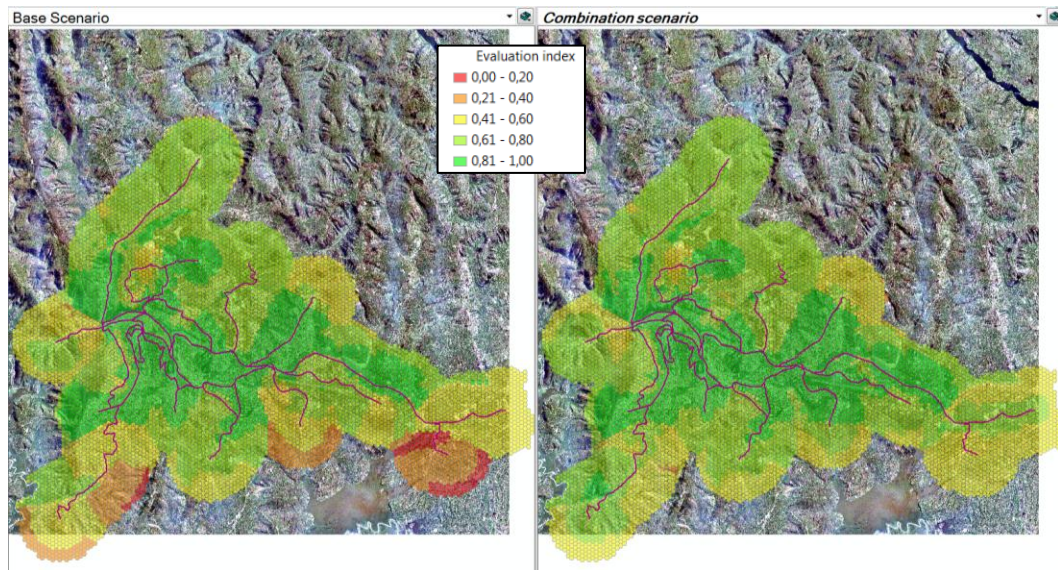 Base Scenario
Combination scenario
Evaluation index
0,00 - 0,20
0,21 - 0,40
0,41 - 0,60
0,61 - 0,80
0,81 - 1,00